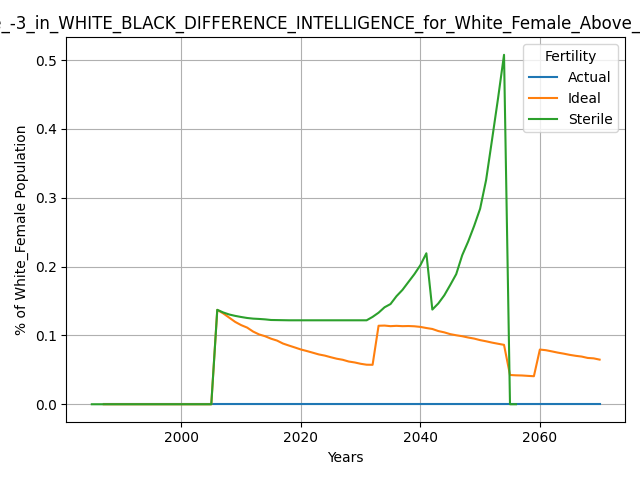 _-3_in_WHITE_BLACK_DIFFERENCE_INTELLIGENCE_for_White_Female_Above_
Fertility
Actual
Ideal
Sterile
% of White_Female Population
0.5
0.4
0.3
0.2
0.1
0.0
2000
2020
2040
2060
Years